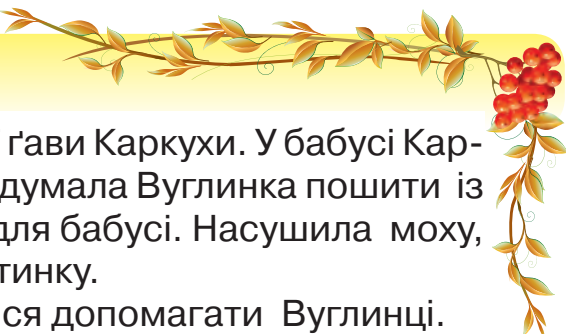 ґави Каркухи. У бабусі Кар-
думала Вуглинка пошити із
для бабусі. Насушила моху,
тинку.
ся допомагати Вуглинці.